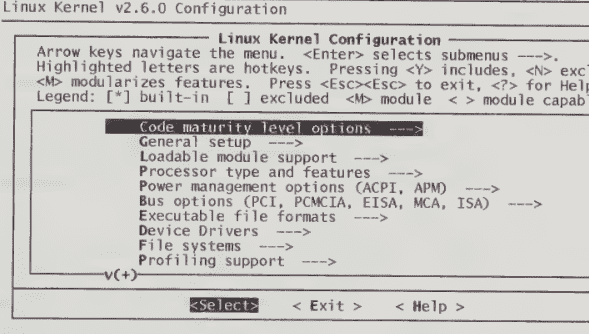 Linux Kernel v2.6.0 Configuration
Linux Kernel Configuration
Arrow keys navigate the menu. <Enter> selects submenus --->.
Highlighted letters are hotkeys. Pressing <Y> includes, <N> excl
<M> modularizes features. Press <Esc><Esc> to exit, <?> for Help
Legend: [*] built-in [ ] excluded <M> module < > module capabl
Code maturity level options --->
General setup --->
Loadable module support --->
Processor type and features --->
Power management options (ACPI, APM) --->
Bus options (PCI, PCMCIA, EISA, MCA, ISA) --->
Executable file formats --->
Device Drivers --->
File systems --->
Profiling support --->
v(+)
<Select> < Exit > < Help >